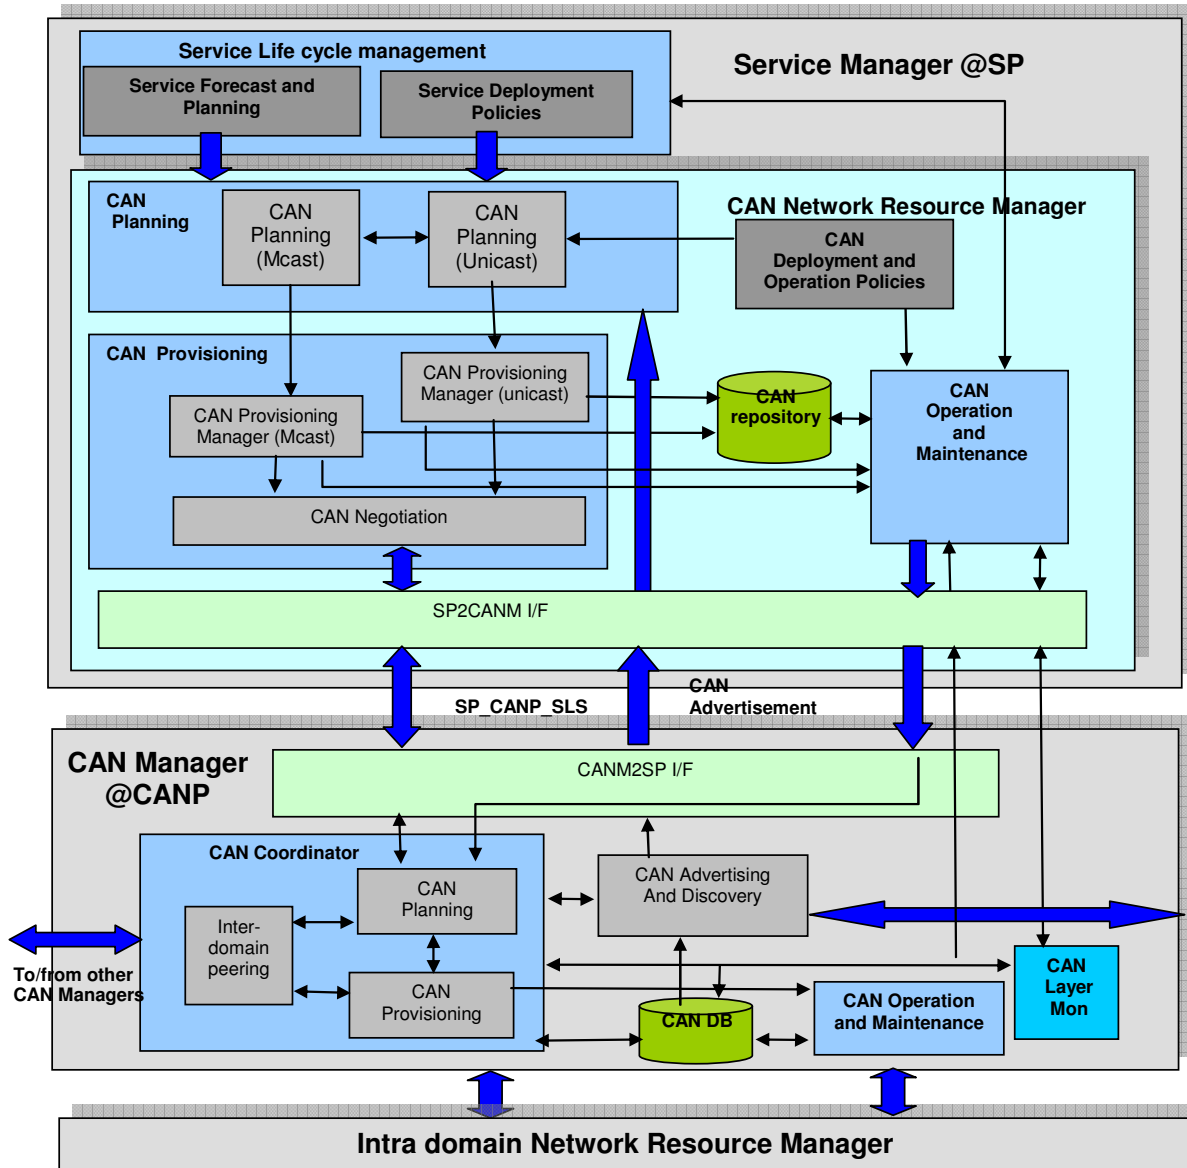 Service Life cycle management
Service Manager @SP
Service Forecast and
Planning
Service Deployment
Policies
CAN
Planning
CAN
Planning
(Mcast)
CAN
Planning
(Unicast)
CAN Network Resource Manager
CAN
Deployment and
Operation Policies
CAN  Provisioning
CAN Provisioning
Manager (unicast)
CAN Provisioning
Manager (Mcast)
CAN
repository
CAN
Operation
and
Maintenance
CAN Negotiation
SP2CANM I/F
SP_CANP_SLS
CAN
Advertisement
CAN Manager
@CANP
CANM2SP I/F
CAN Coordinator
CAN
Planning
CAN Advertising
And Discovery
Inter-
domain
peering
To/from other
CAN Managers
CAN
Provisioning
CAN DB
CAN Operation
and Maintenance
CAN
Layer
Mon
Intra domain Network Resource Manager